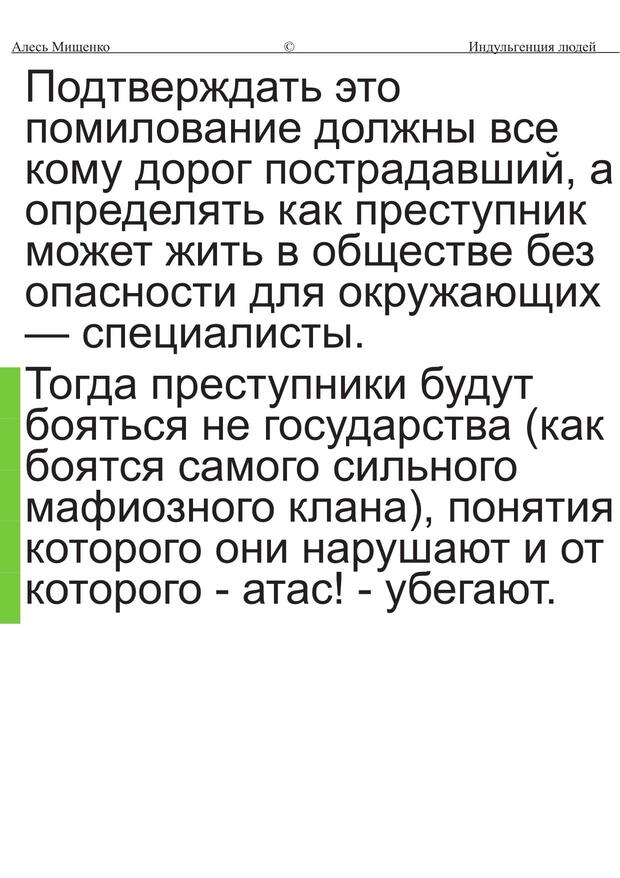 Алесь Мищенко © Индульгенция людей
Подтверждать это
помилование должны все
кому дорог пострадавший, а
определять как преступник
может жить в обществе без
опасности для окружающих
— специалисты.
Тогда преступники будут
бояться не государства (как
боятся самого сильного
мафиозного клана), понятия
которого они нарушают и от
которого - атас! - убегают.